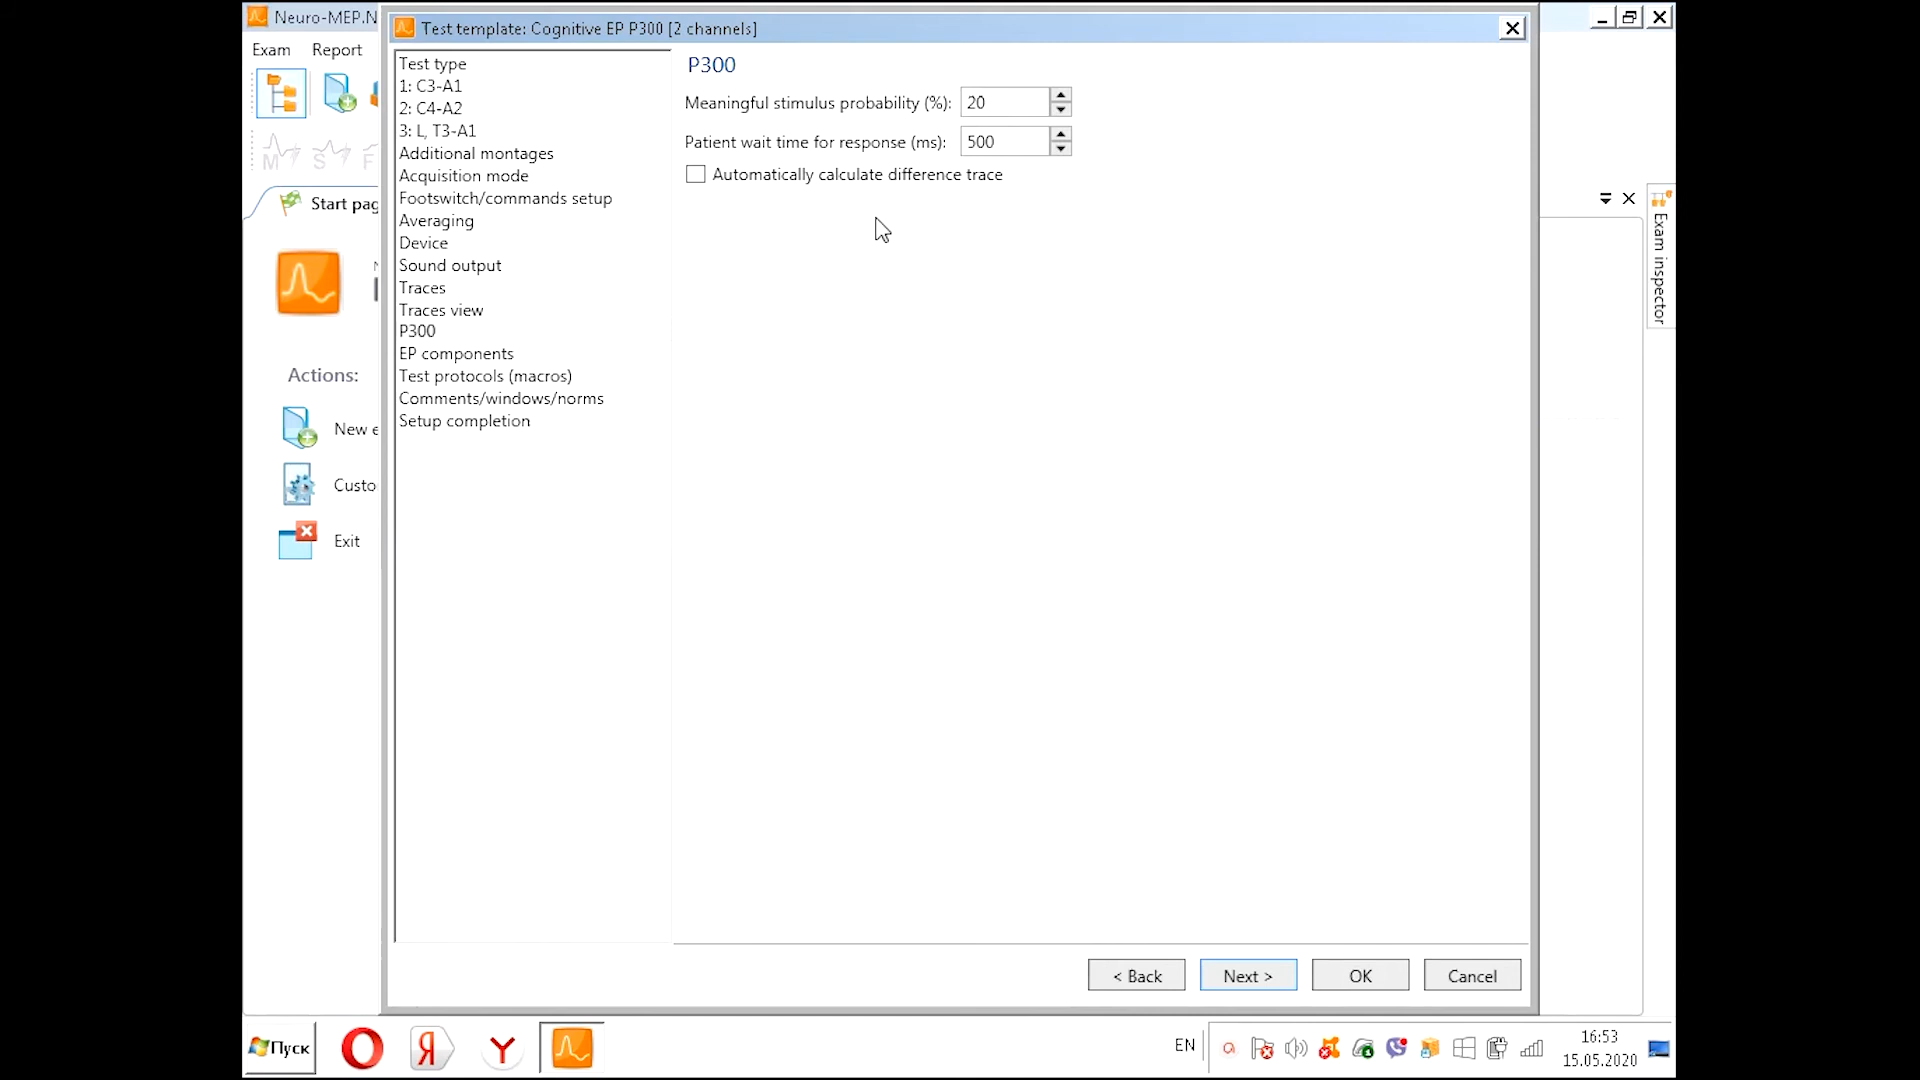 Neuro-MEP.N
Test template: Cognitive EP P300 [2 channels]
Exam Report
Test type
1: C3-A1
2: C4-A2
3: L, T3-A1
Additional montages
Acquisition mode
Footswitch/commands setup
Averaging
Device
Sound output
Traces
Traces view
P300
EP components
Test protocols (macros)
Comments/windows/norms
Setup completion
P300
Meaningful stimulus probability (%): 20
Patient wait time for response (ms): 500
Automatically calculate difference trace
M S F
Start pag
Actions:
New e
Custo
Exit
Exam inspector
< Back Next > OK Cancel
Пуск
EN
16:53
15.05.2020